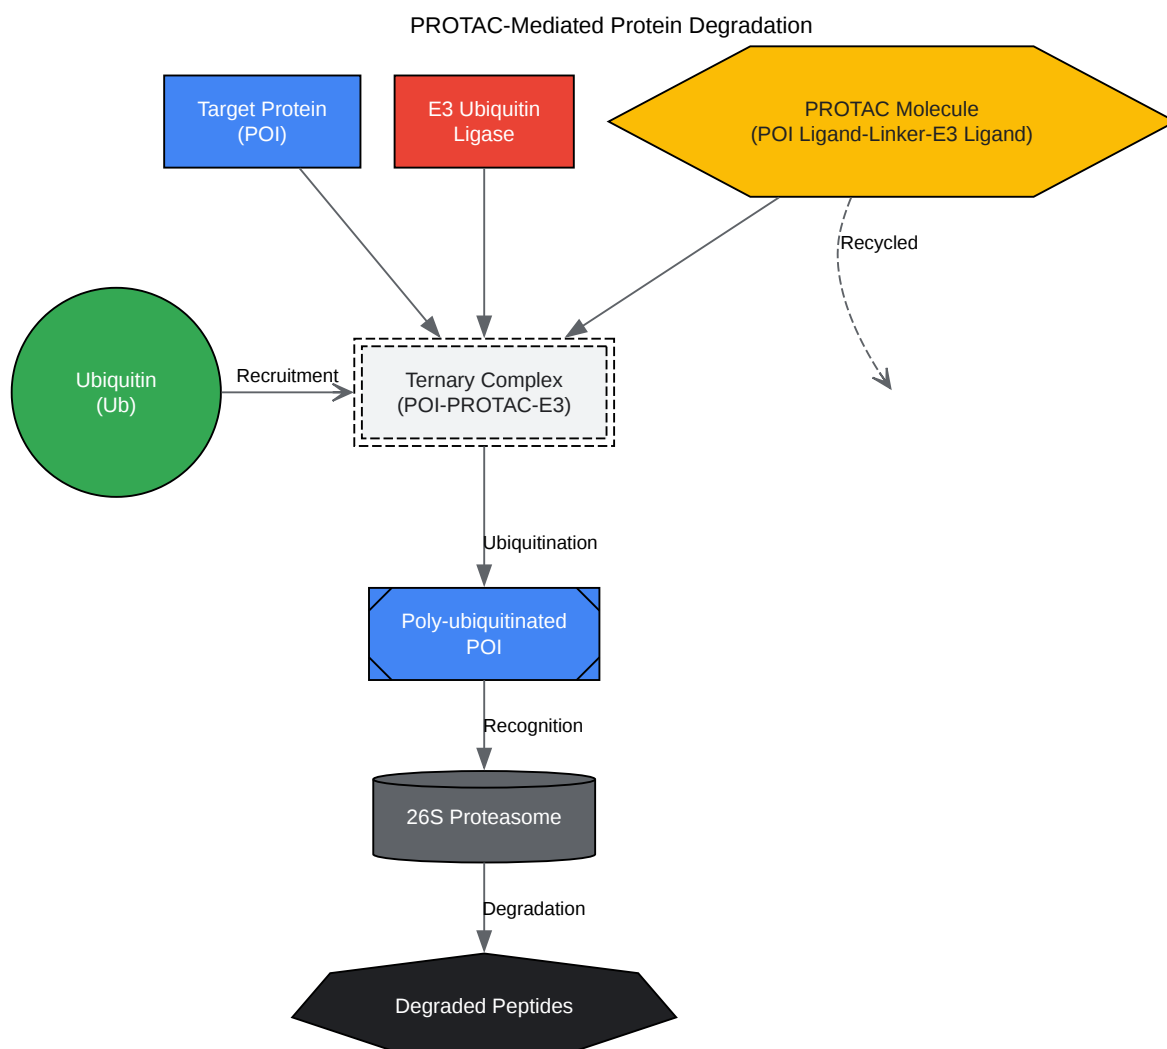 PROTAC-Mediated Protein Degradation
Target Protein
(POI)
E3 Ubiquitin
Ligase
PROTAC Molecule
(POI Ligand-Linker-E3 Ligand)
Recycled
Ubiquitin
(Ub)
Recruitment
Ternary Complex
(POI-PROTAC-E3)
Ubiquitination
Poly-ubiquitinated
POI
Recognition
26S Proteasome
Degradation
Degraded Peptides